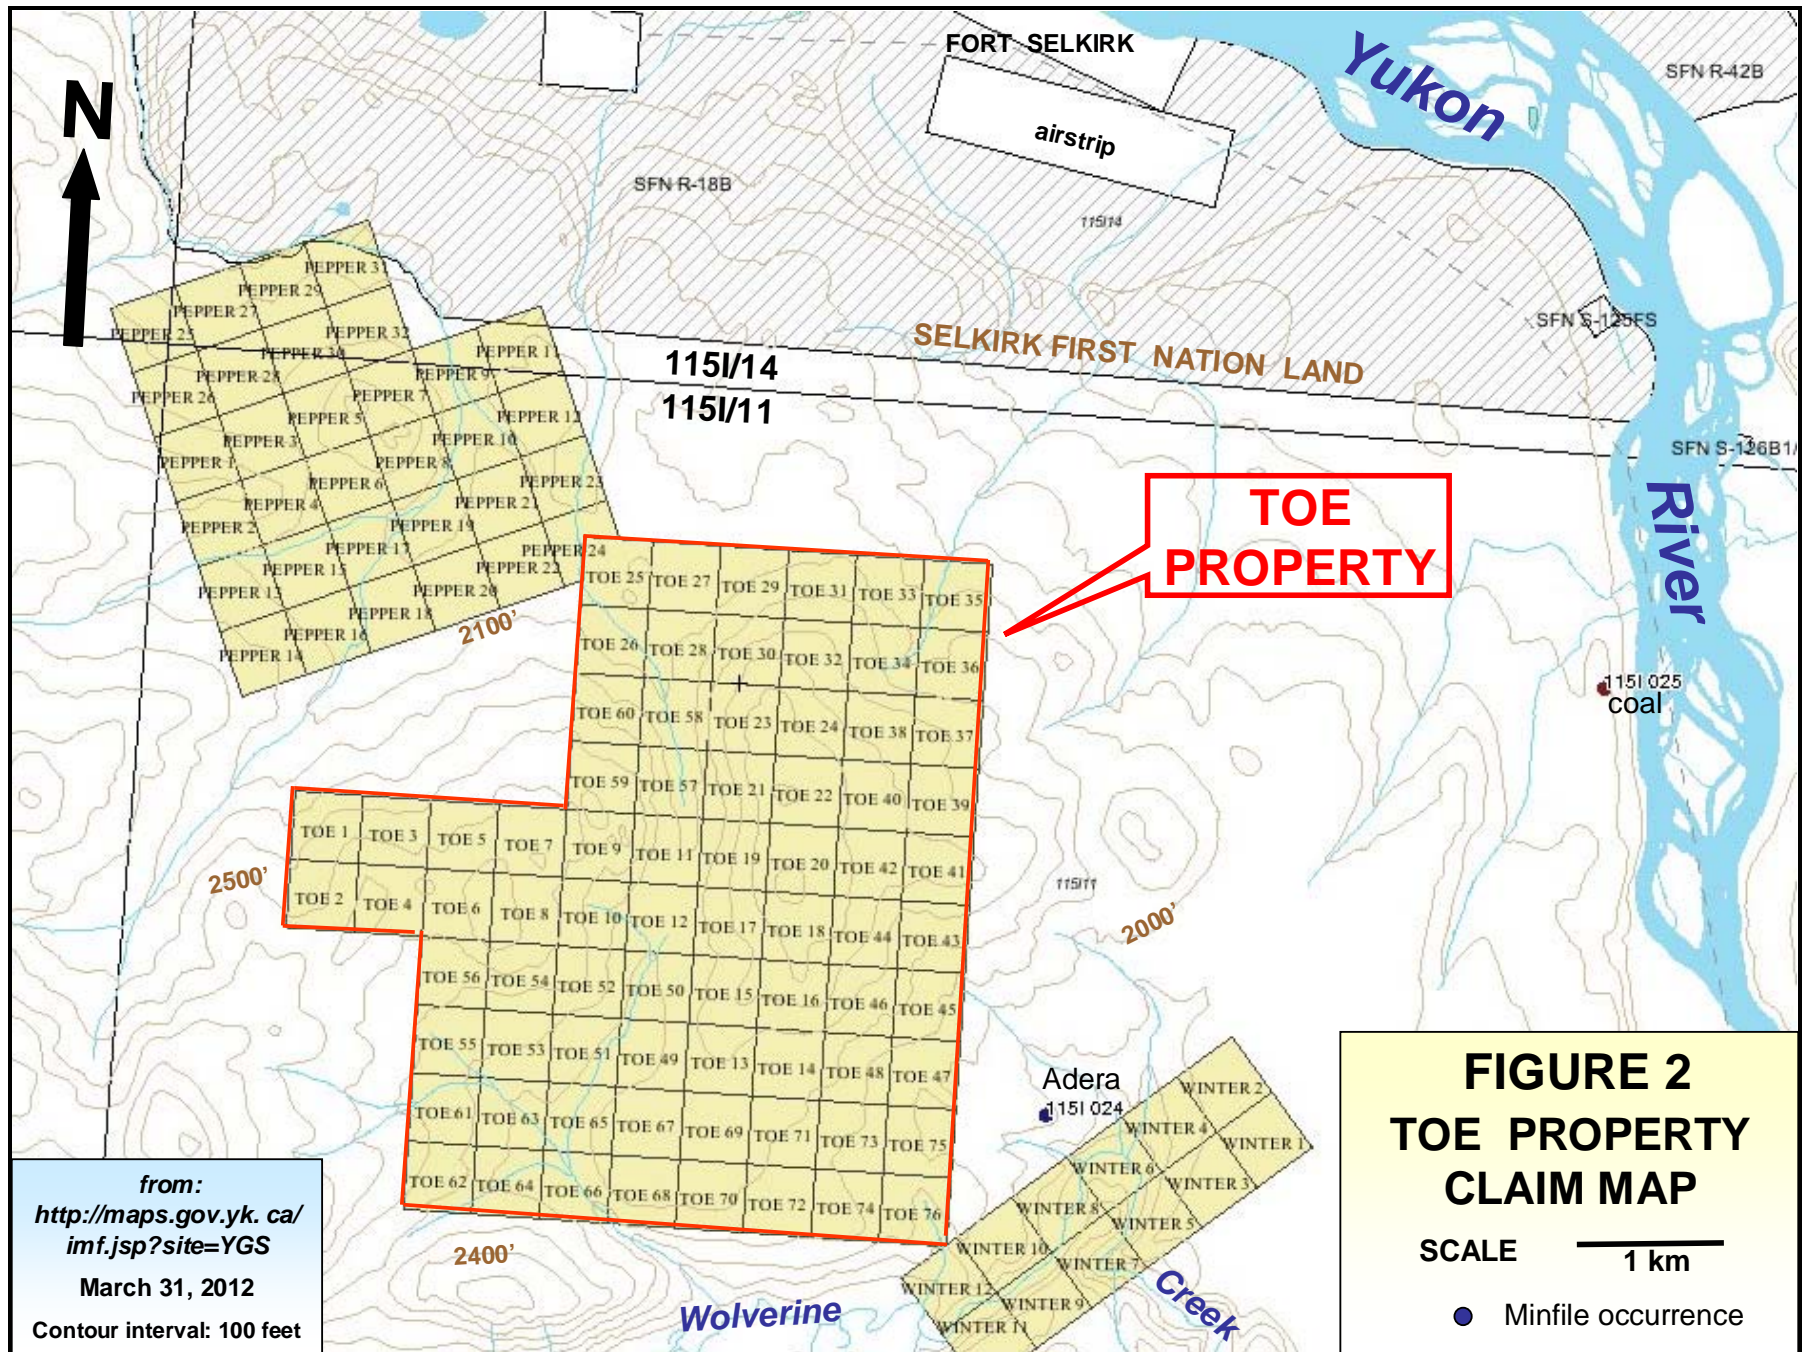 FORT SELKIRK
Yukon
SFN R-42B
N
airstrip
SFN R-18B
115I14
PEPPER 31
PEPPER 29
PEPPER 27
PEPPER 25
PEPPER 32
PEPPER 30
PEPPER 28
PEPPER 26
PEPPER 11
PEPPER 9
PEPPER 7
PEPPER 5
PEPPER 3
PEPPER 1
PEPPER 12
PEPPER 10
PEPPER 8
PEPPER 6
PEPPER 4
PEPPER 2
PEPPER 23
PEPPER 21
PEPPER 19
PEPPER 17
PEPPER 15
PEPPER 13
PEPPER 24
PEPPER 22
PEPPER 20
PEPPER 18
PEPPER 16
PEPPER 14
SFN S-125FS
SELKIRK FIRST NATION LAND
115I/14
115I/11
SFN S-126B1/
River
TOE
PROPERTY
2100'
TOE 25 TOE 27 TOE 29 TOE 31 TOE 33 TOE 35
TOE 26 TOE 28 TOE 30 TOE 32 TOE 34 TOE 36
TOE 60 TOE 58 TOE 23 TOE 24 TOE 38 TOE 37
TOE 59 TOE 57 TOE 21 TOE 22 TOE 40 TOE 39
TOE 1 TOE 3 TOE 5 TOE 7 TOE 9 TOE 11 TOE 19 TOE 20 TOE 42 TOE 41
TOE 2 TOE 4 TOE 6 TOE 8 TOE 10 TOE 12 TOE 17 TOE 18 TOE 44 TOE 43
TOE 56 TOE 54 TOE 52 TOE 50 TOE 15 TOE 16 TOE 46 TOE 45
TOE 55 TOE 53 TOE 51 TOE 49 TOE 13 TOE 14 TOE 48 TOE 47
TOE 61 TOE 63 TOE 65 TOE 67 TOE 69 TOE 71 TOE 73 TOE 75
TOE 62 TOE 64 TOE 66 TOE 68 TOE 70 TOE 72 TOE 74 TOE 76
115I 025
coal
2500'
115I11
2000'
Adera
115I 024
WINTER 2
WINTER 4
WINTER 1
WINTER 6
WINTER 3
WINTER 8
WINTER 5
WINTER 10
WINTER 7
WINTER 12
WINTER 9
WINTER 11
2400'
Wolverine
Creek
from:
http://maps.gov.yk. ca/
imf.jsp?site=YGS
March 31, 2012
Contour interval: 100 feet
FIGURE 2
TOE PROPERTY
CLAIM MAP
SCALE
1 km
Minfile occurrence